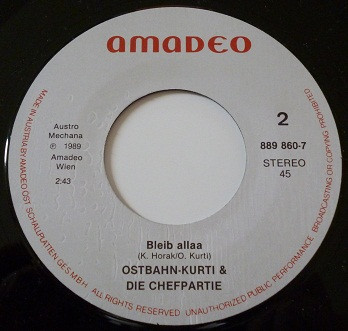 amadeo
Austro
Mechana
℗ 1989
Amadeo
Wien
2:43
2
889 860-7
STEREO
45
Bleib allaa
(K. Horak/O. Kurti)
OSTBAHN-KURTI &
DIE CHEFPARTIE
MADE IN AUSTRIA BY AMADEO ÖST. SCHALLPLATTEN GES·M·B·H. ALL RIGHTS RESERVED. UNAUTHORIZED PUBLIC PERFORMANCE BROADCASTING OR COPYING PROHIBITED